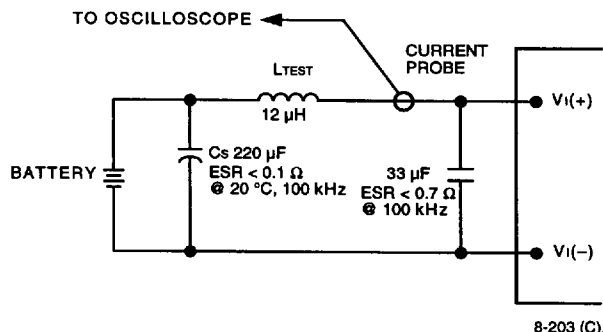 TO OSCILLOSCOPE
CURRENT
PROBE
LTEST
12 µH
VI(+)
CS 220 µF
ESR < 0.1 Ω
@ 20 °C, 100 kHz
33 µF
ESR < 0.7 Ω
@ 100 kHz
BATTERY
VI(–)
8-203 (C)